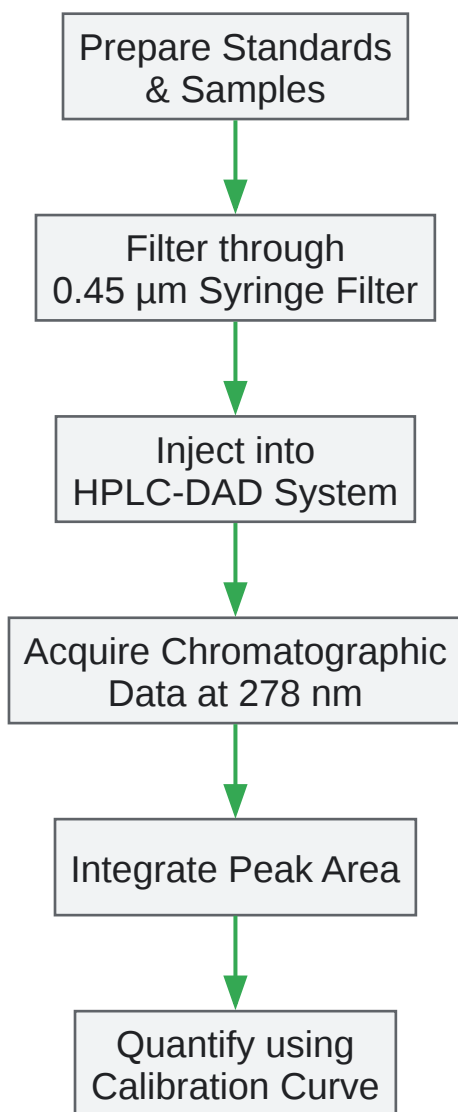 Prepare Standards
& Samples
Filter through
0.45 µm Syringe Filter
Inject into
HPLC-DAD System
Acquire Chromatographic
Data at 278 nm
Integrate Peak Area
Quantify using
Calibration Curve